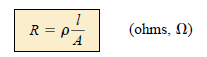 R = ρ l/A (ohms, Ω)